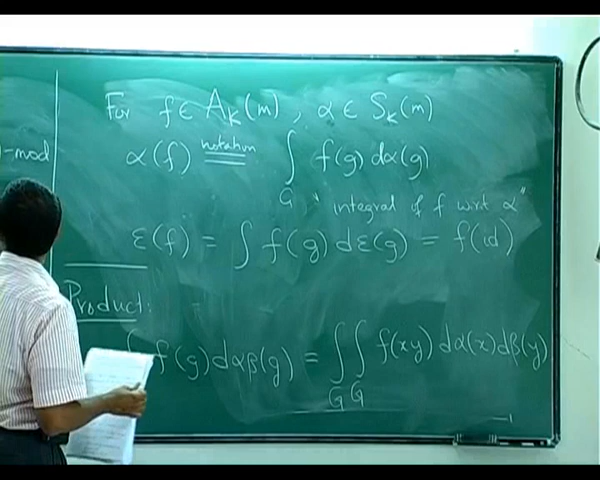 For f ∈ A_k(m), α ∈ S_k(m)
)-mod
α(f) notation ∫_G f(g) dα(g)
"integral of f wrt α"
ε(f) = ∫ f(g) dε(g) = f(id)
Product:
∫ f(g) dαβ(g) = ∫_G ∫_G f(xy) dα(x) dβ(y)